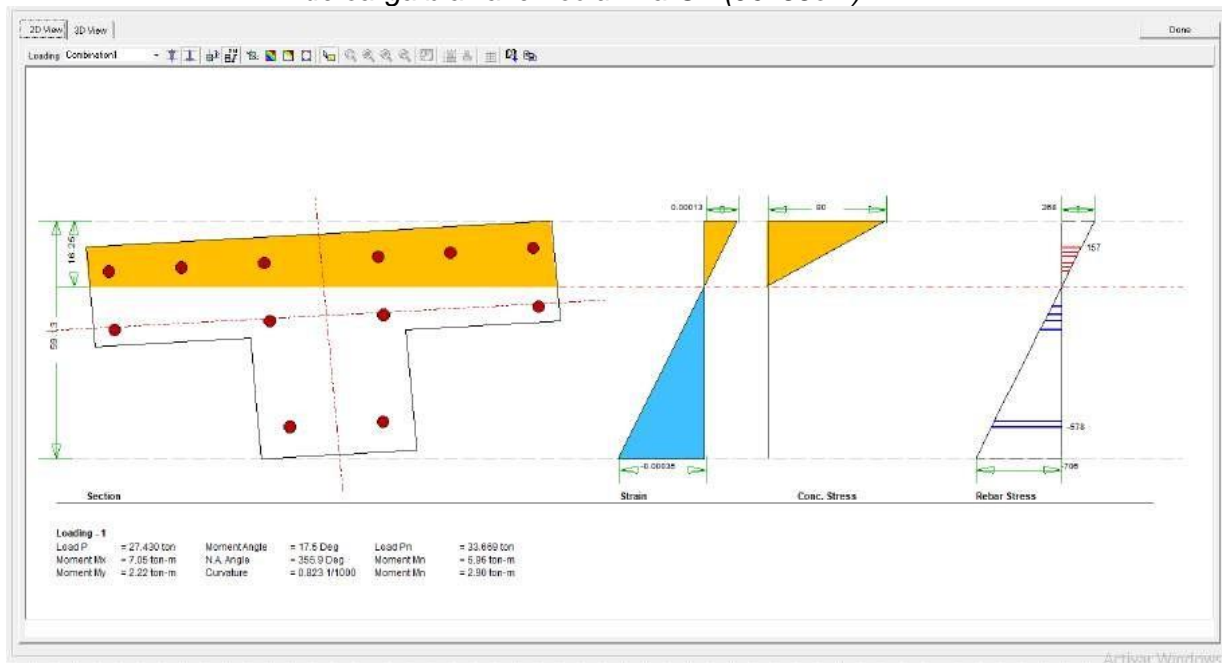 2D View 3D View Done
Loading Combination1
16.25
59.13
0.00013
-0.00035
90
268
157
-578
-706
Section Strain Conc. Stress Rebar Stress
Loading - 1
Load P = 27.430 ton Moment Angle = 17.5 Deg Load Pn = 33.669 ton
Moment Mx = 7.05 ton-m N.A. Angle = 355.9 Deg Moment Mn = 6.96 ton-m
Moment My = 2.22 ton-m Curvature = 0.823 1/1000 Moment Mn = 2.90 ton-m
Activar Windows